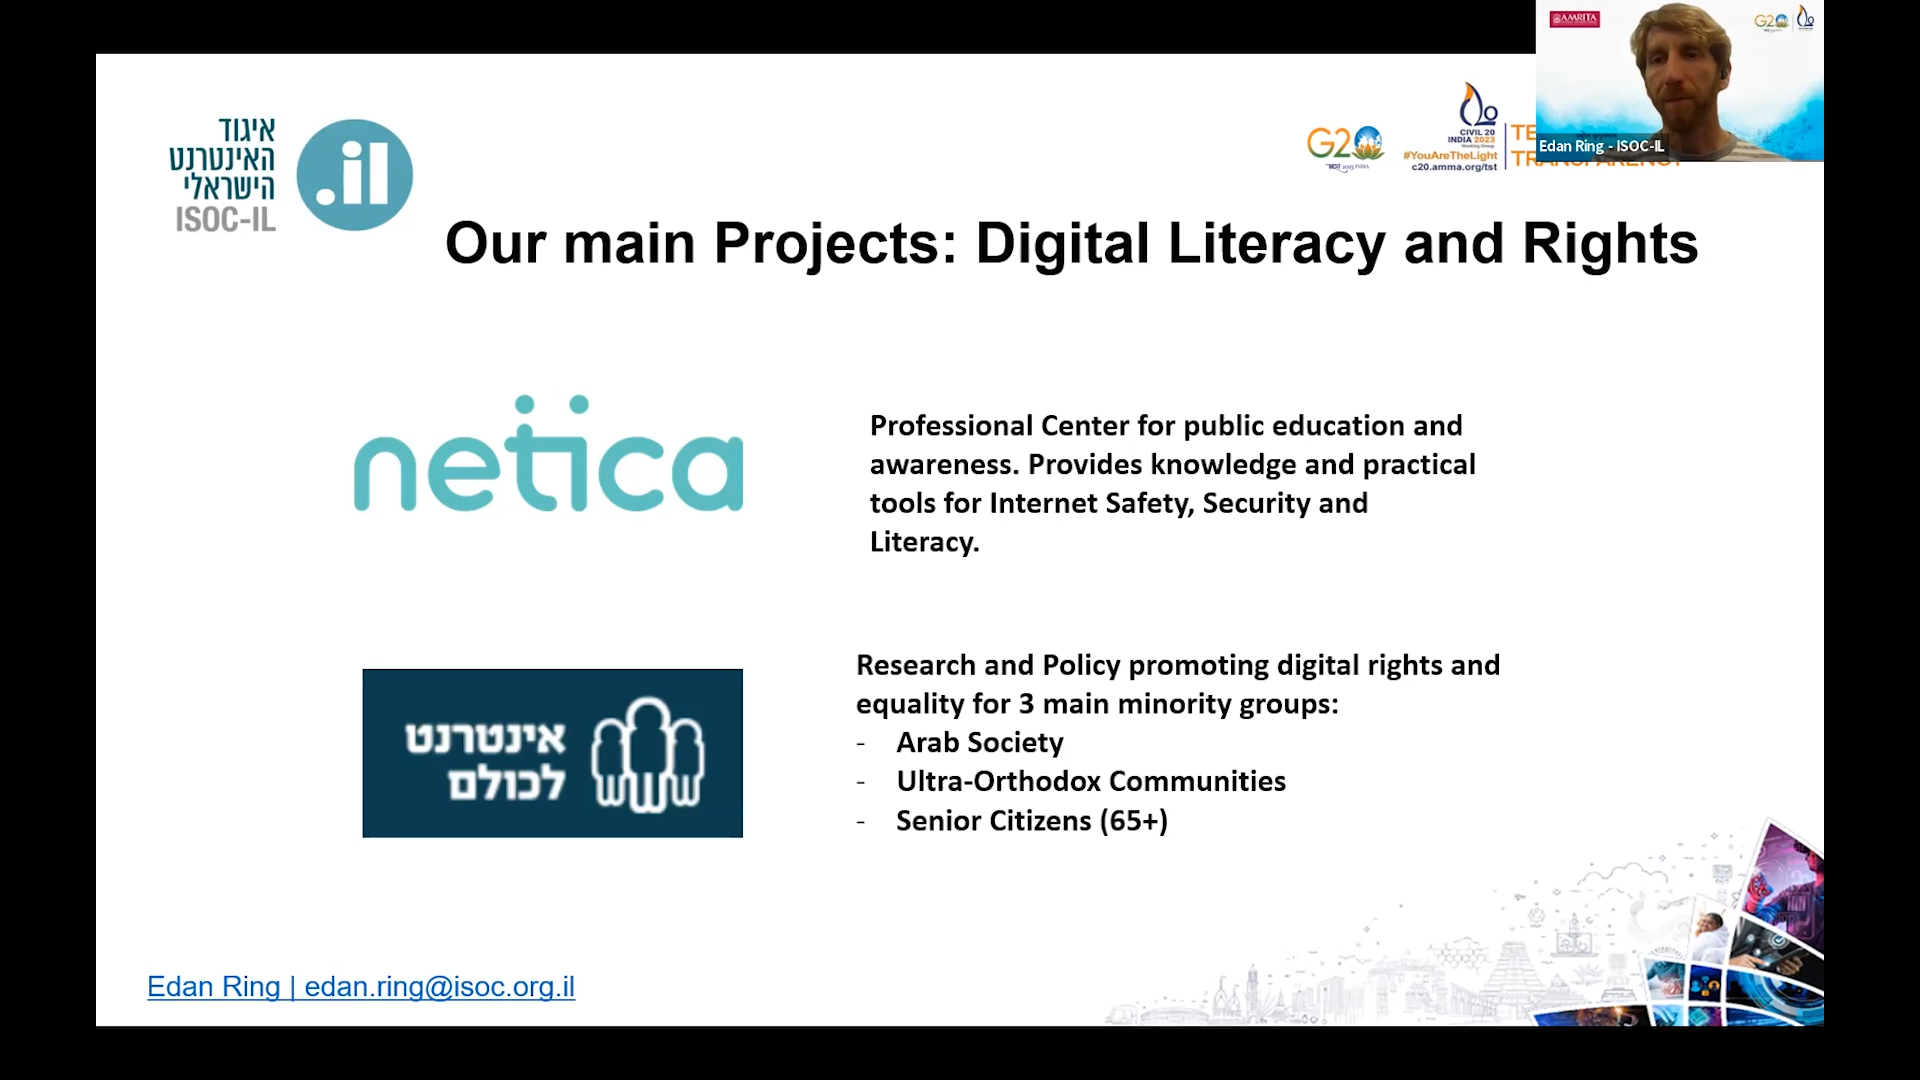 AMRITA
G20
Edan Ring - ISOC-IL
איגוד
האינטרנט
הישראלי
ISOC-IL
.il
G20
CIVIL 20
INDIA 2023
Working Group
#YouAreTheLight
c20.amma.org/tst
Our main Projects: Digital Literacy and Rights
netica
Professional Center for public education and
awareness. Provides knowledge and practical
tools for Internet Safety, Security and
Literacy.
אינטרנט
לכולם
Research and Policy promoting digital rights and
equality for 3 main minority groups:
- Arab Society
- Ultra-Orthodox Communities
- Senior Citizens (65+)
Edan Ring | edan.ring@isoc.org.il